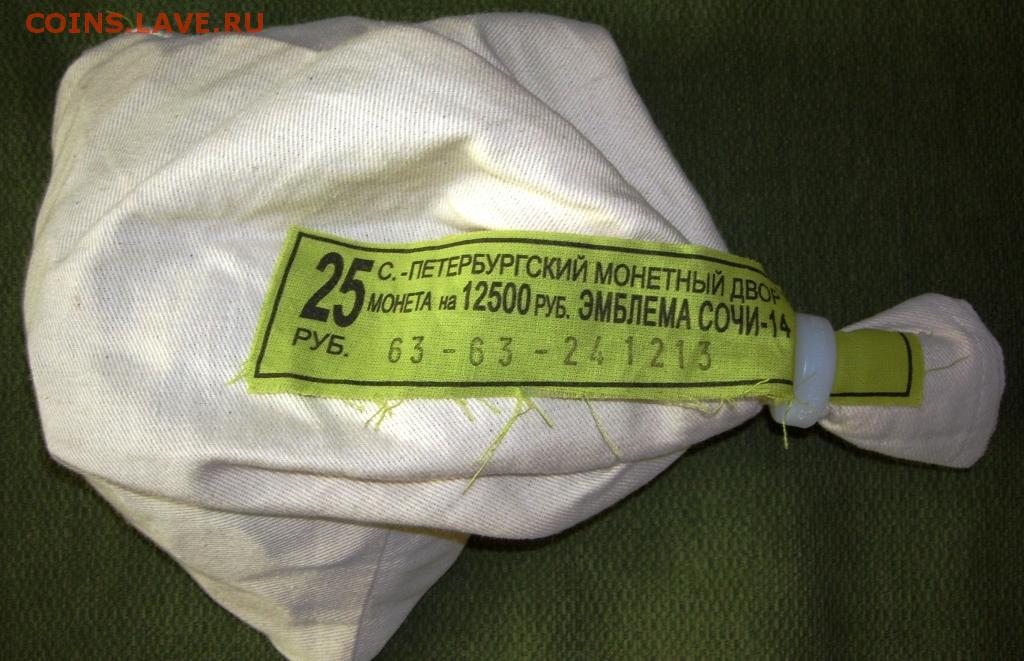 COINS.LAVE.RU
25 С.-ПЕТЕРБУРГСКИЙ МОНЕТНЫЙ ДВОР
МОНЕТА на 12500 РУБ. ЭМБЛЕМА СОЧИ-14
РУБ. 63-63-241213